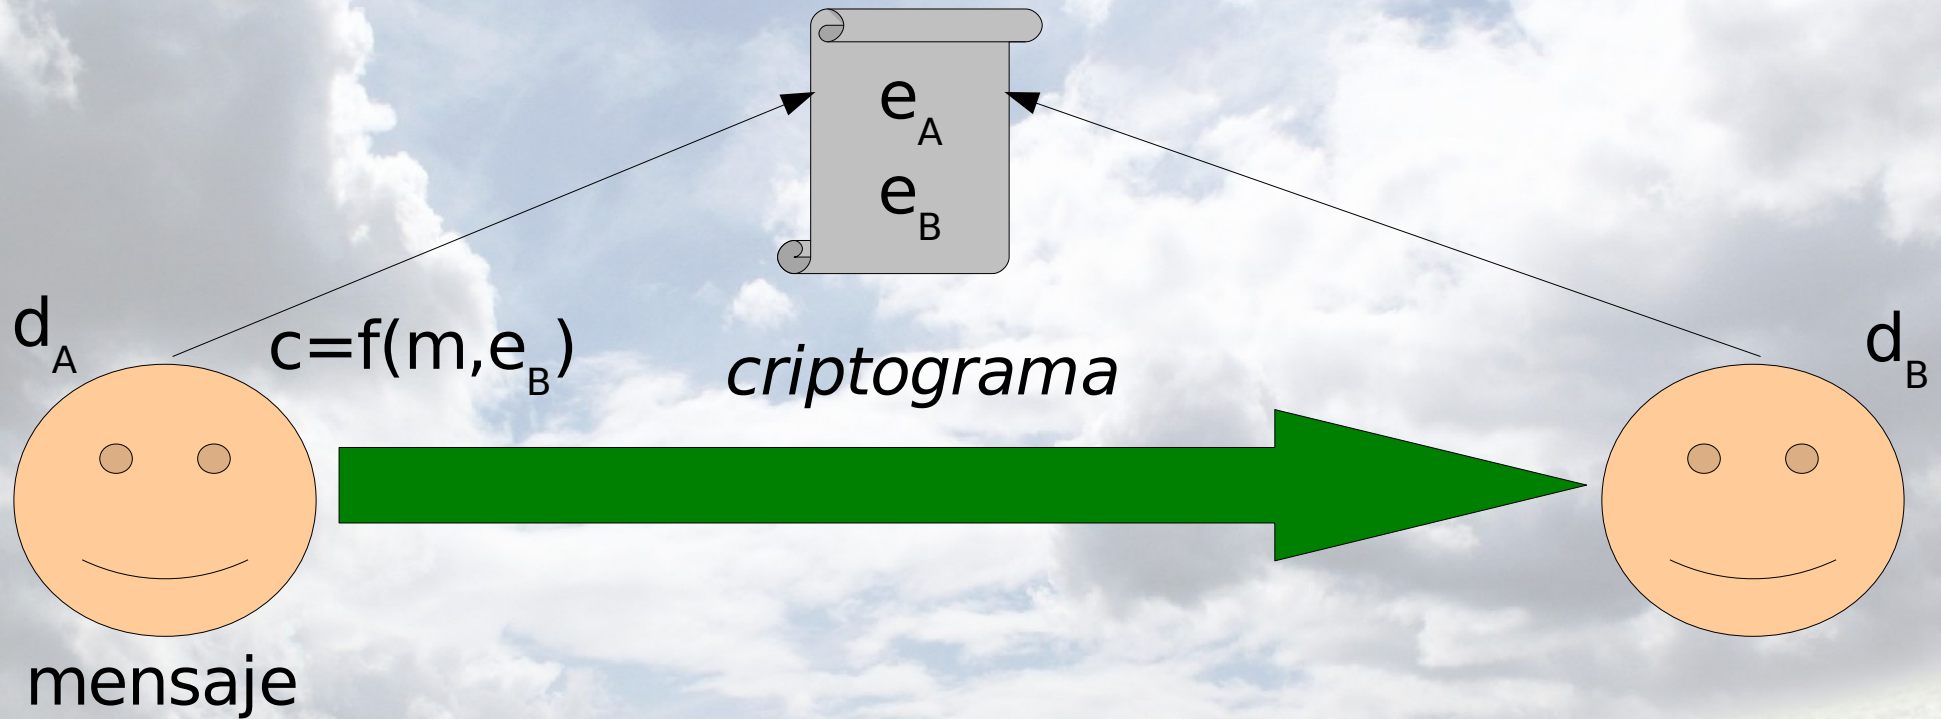 e_A
e_B
d_A
c=f(m,e_B)
criptograma
d_B
mensaje